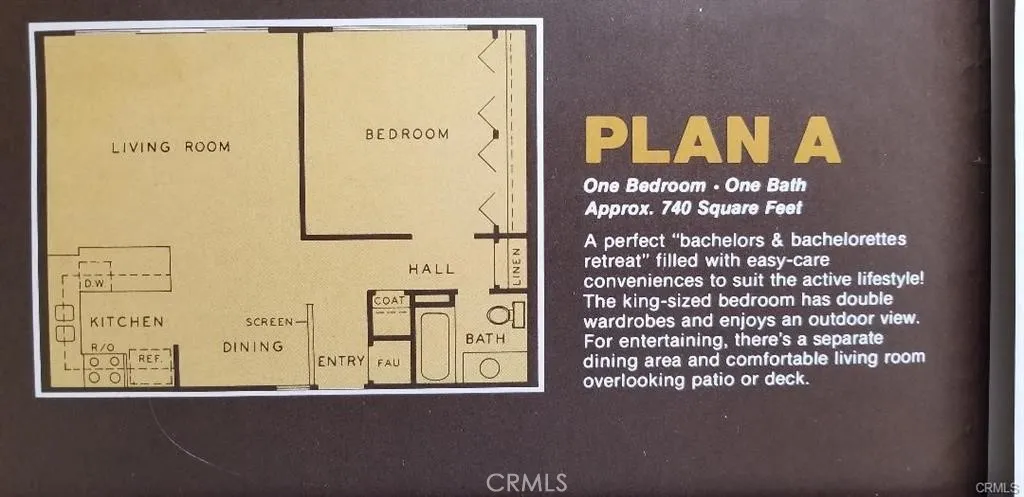 LIVING ROOM
BEDROOM
HALL
LINEN
D.W
KITCHEN
R/O
REF.
DINING
SCREEN
ENTRY
COAT
FAU
BATH
PLAN A
One Bedroom • One Bath
Approx. 740 Square Feet
A perfect "bachelors & bachelorettes
retreat" filled with easy-care
conveniences to suit the active lifestyle!
The king-sized bedroom has double
wardrobes and enjoys an outdoor view.
For entertaining, there's a separate
dining area and comfortable living room
overlooking patio or deck.
CRMLS
CRMLS